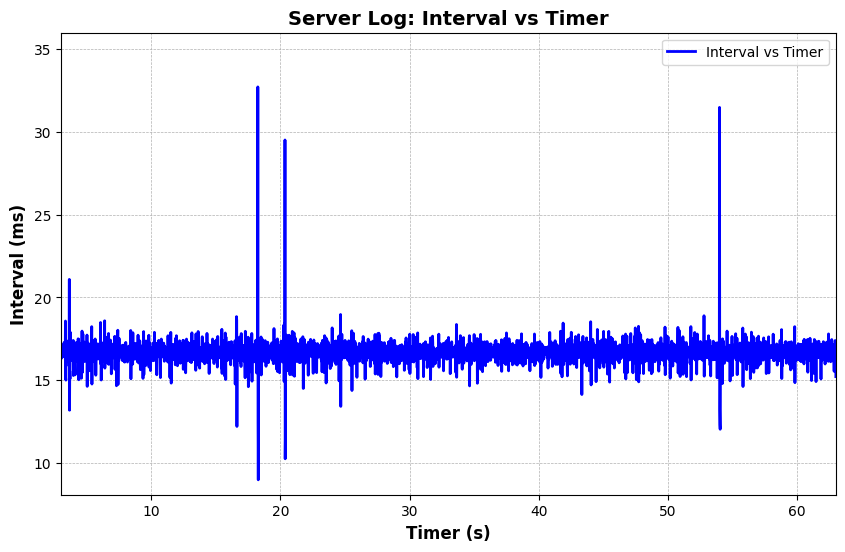 Server Log: Interval vs Timer
Interval vs Timer
Interval (ms)
35
30
25
20
15
10
10 20 30 40 50 60
Timer (s)